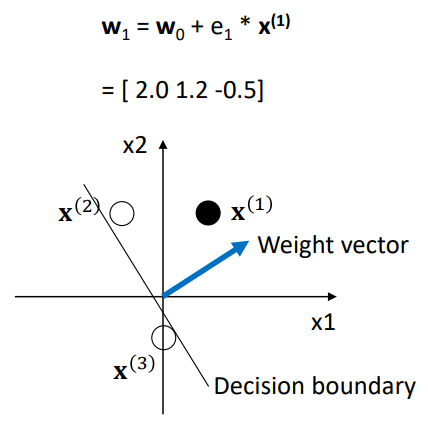 w₁ = w₀ + e₁ * x⁽¹⁾
= [ 2.0 1.2 -0.5]
x2
x⁽²⁾
x⁽¹⁾
Weight vector
x1
x⁽³⁾
Decision boundary